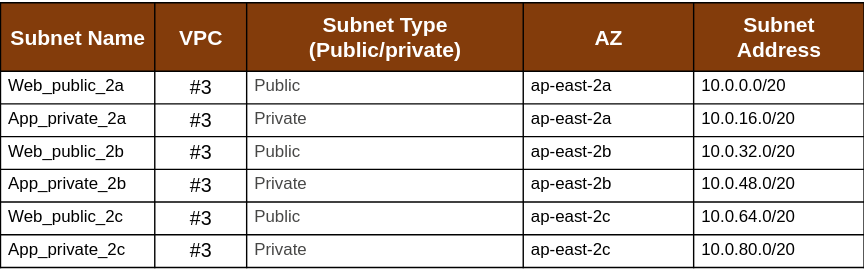 Subnet Name VPC Subnet Type (Public/private) AZ Subnet Address
Web_public_2a #3 Public ap-east-2a 10.0.0.0/20
App_private_2a #3 Private ap-east-2a 10.0.16.0/20
Web_public_2b #3 Public ap-east-2b 10.0.32.0/20
App_private_2b #3 Private ap-east-2b 10.0.48.0/20
Web_public_2c #3 Public ap-east-2c 10.0.64.0/20
App_private_2c #3 Private ap-east-2c 10.0.80.0/20